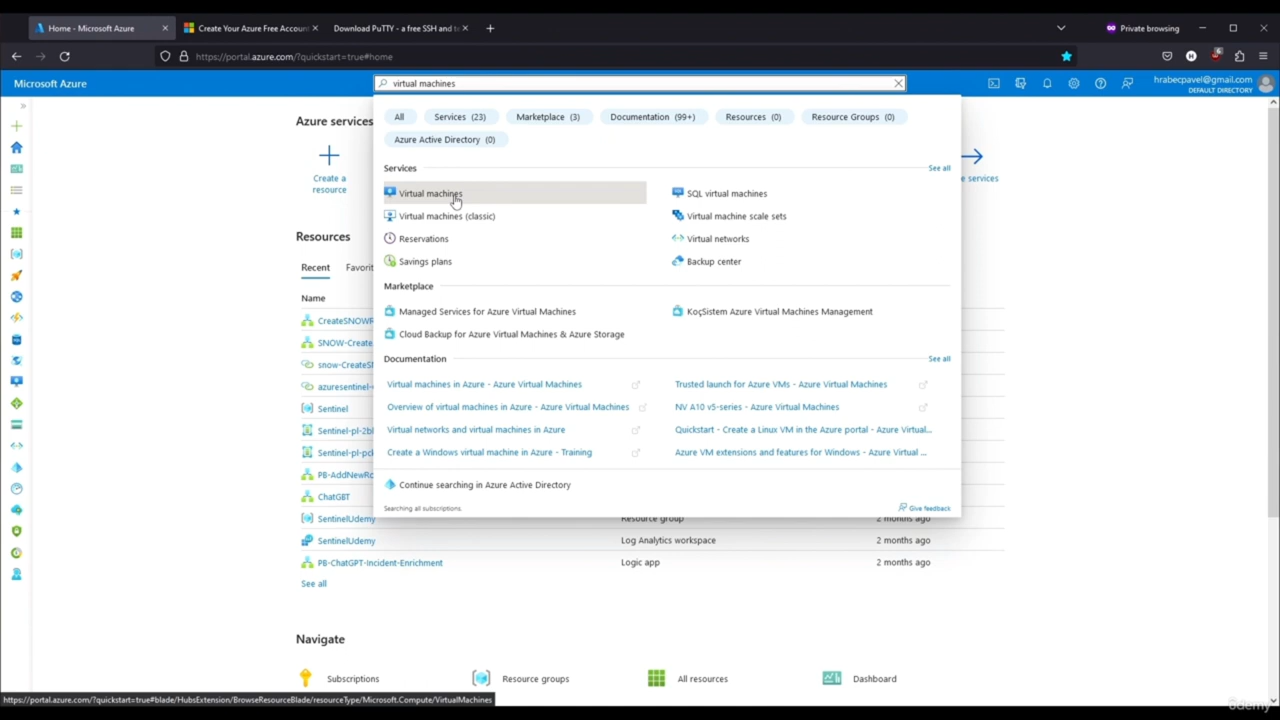 Home - Microsoft Azure
Create Your Azure Free Accoun
Download PuTTY - a free SSH and te
Private browsing
https://portal.azure.com/?quickstart=true#home
6
Microsoft Azure
virtual machines
hrabecpavel@gmail.com
DEFAULT DIRECTORY
All
Services (23)
Marketplace (3)
Documentation (99+)
Resources (0)
Resource Groups (0)
Azure Active Directory (0)
Azure services
Create a
resource
e services
Services
See all
Virtual machines
SQL virtual machines
Virtual machines (classic)
Virtual machine scale sets
Reservations
Virtual networks
Savings plans
Backup center
Resources
Recent
Favorit
Name
Marketplace
Managed Services for Azure Virtual Machines
KoçSistem Azure Virtual Machines Management
Cloud Backup for Azure Virtual Machines & Azure Storage
Documentation
See all
Virtual machines in Azure - Azure Virtual Machines
Trusted launch for Azure VMs - Azure Virtual Machines
Overview of virtual machines in Azure - Azure Virtual Machines
NV A10 v5-series - Azure Virtual Machines
Virtual networks and virtual machines in Azure
Quickstart - Create a Linux VM in the Azure portal - Azure Virtual...
Create a Windows virtual machine in Azure - Training
Azure VM extensions and features for Windows - Azure Virtual ...
Continue searching in Azure Active Directory
Searching all subscriptions.
Give feedback
CreateSNOWR
SNOW-Create
snow-CreateSN
azuresentinel-
Sentinel
Sentinel-pl-2bl
Sentinel-pl-pck
PB-AddNewRo
ChatGBT
SentinelUdemy
Resource group
2 months ago
SentinelUdemy
Log Analytics workspace
2 months ago
PB-ChatGPT-Incident-Enrichment
Logic app
2 months ago
See all
Navigate
Subscriptions
Resource groups
All resources
Dashboard
https://portal.azure.com/?quickstart=true#blade/HubsExtension/BrowseResourceBlade/resourceType/Microsoft.Compute/VirtualMachines
ûdemy